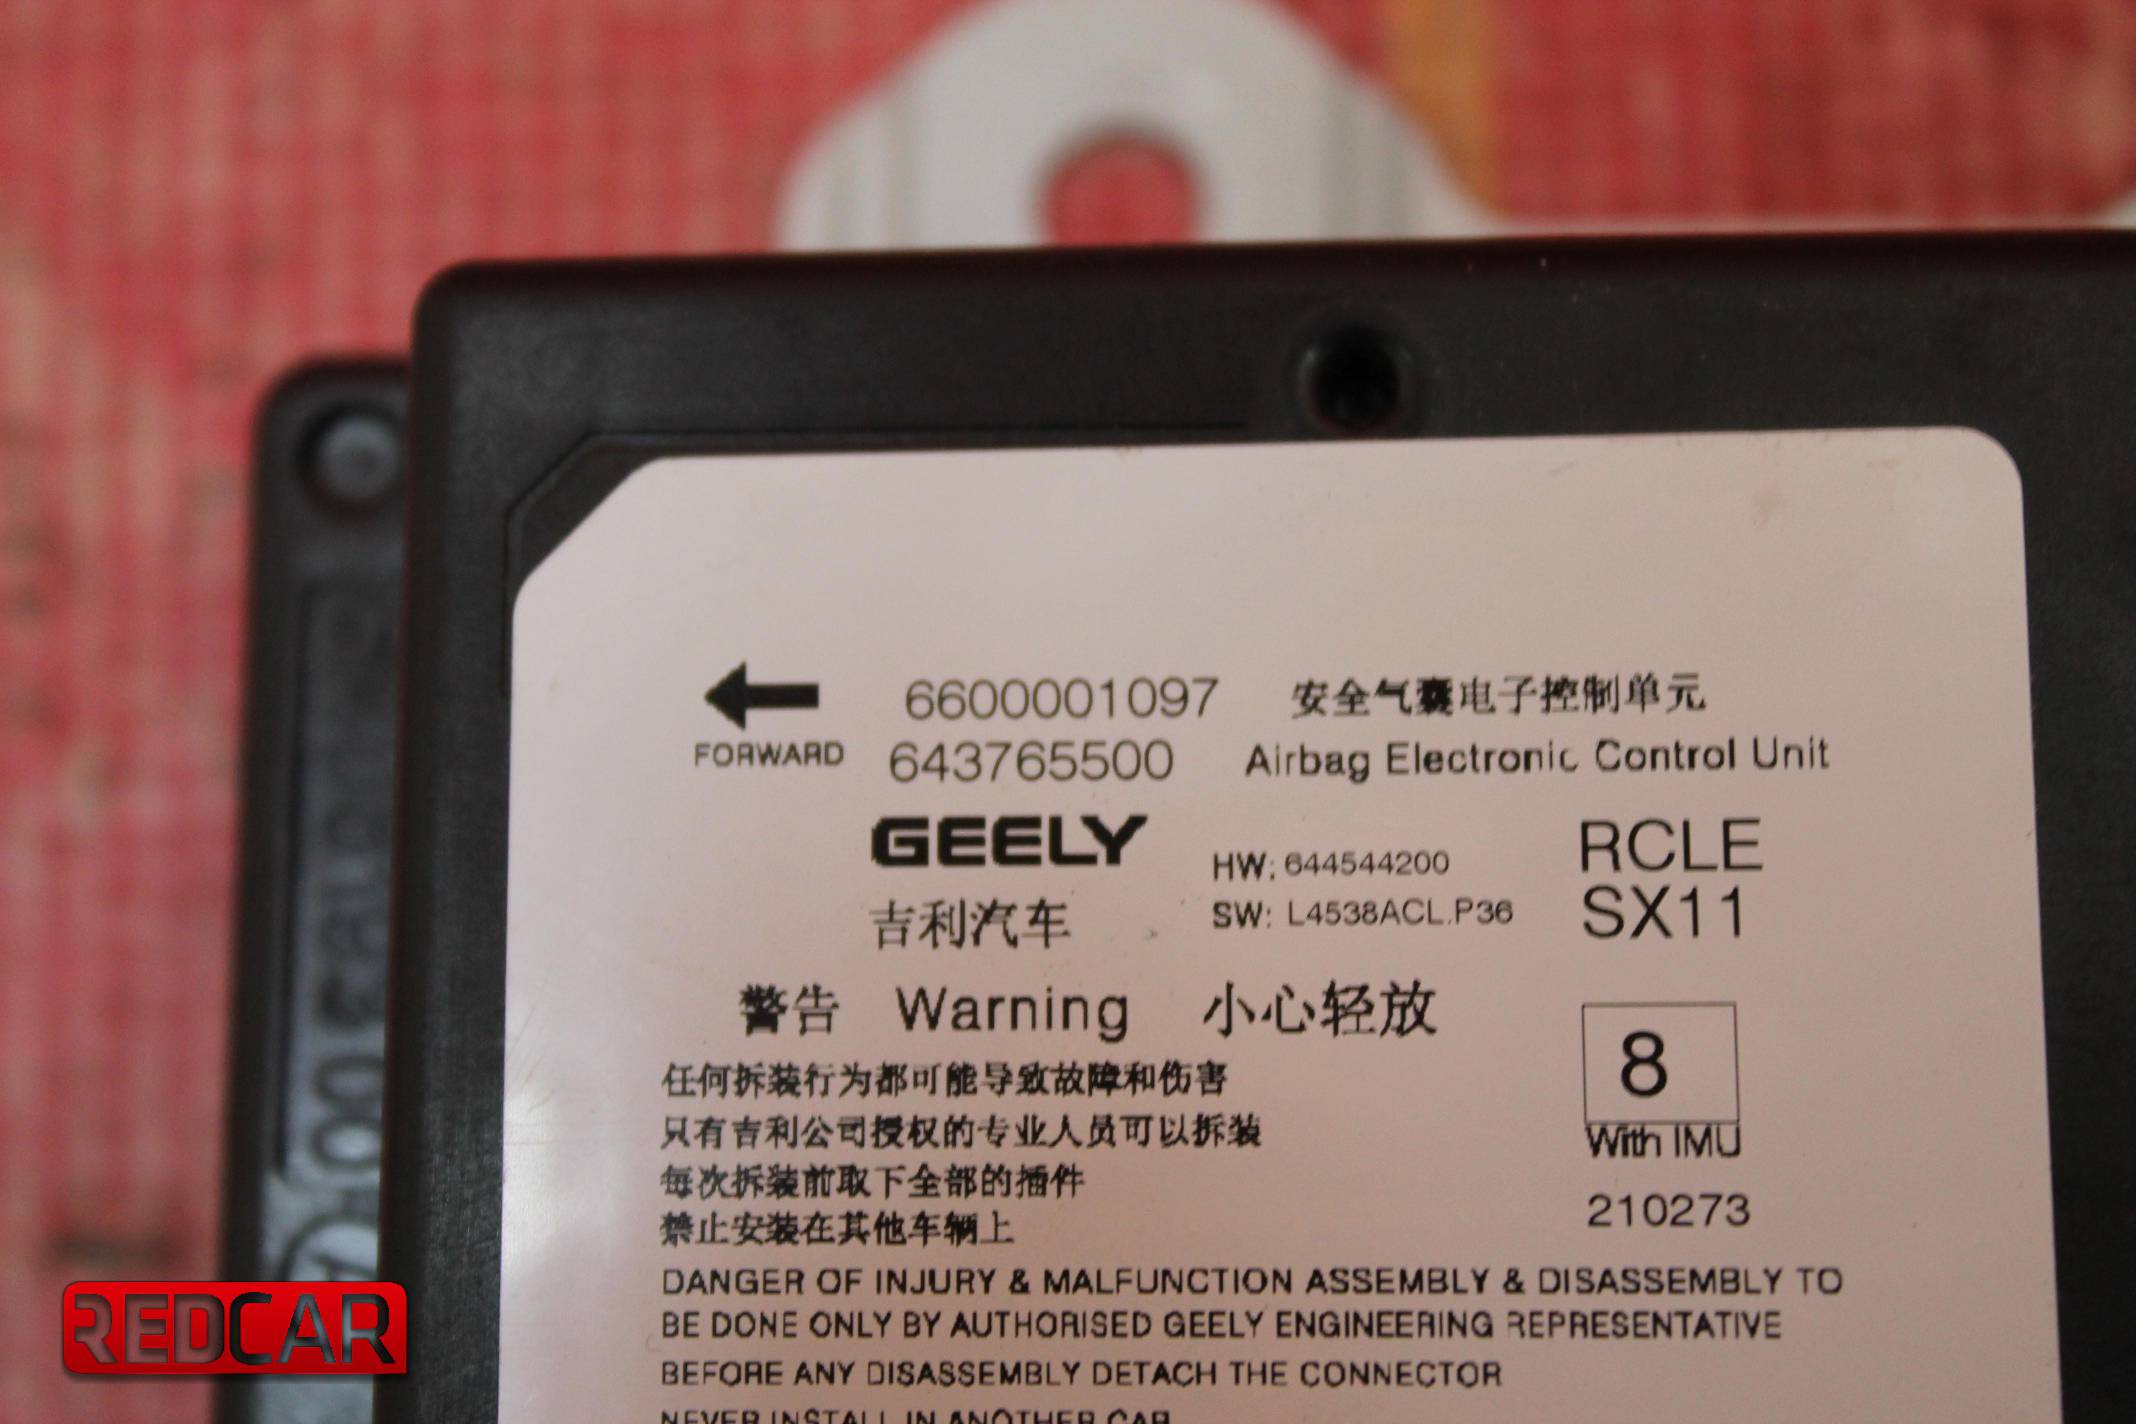 6600001097 安全气囊电子控制单元
FORWARD 643765500 Airbag Electronic Control Unit
GEELY HW: 644544200 RCLE
吉利汽车 SW: L4538ACL.P36 SX11
警告 Warning 小心轻放
8
With IMU
210273
任何拆装行为都可能导致故障和伤害
只有吉利公司授权的专业人员可以拆装
每次拆装前取下全部的插件
禁止安装在其他车辆上
DANGER OF INJURY & MALFUNCTION ASSEMBLY & DISASSEMBLY TO
BE DONE ONLY BY AUTHORISED GEELY ENGINEERING REPRESENTATIVE
BEFORE ANY DISASSEMBLY DETACH THE CONNECTOR
NEVER INSTALL IN ANOTHER CAR
REDCAR